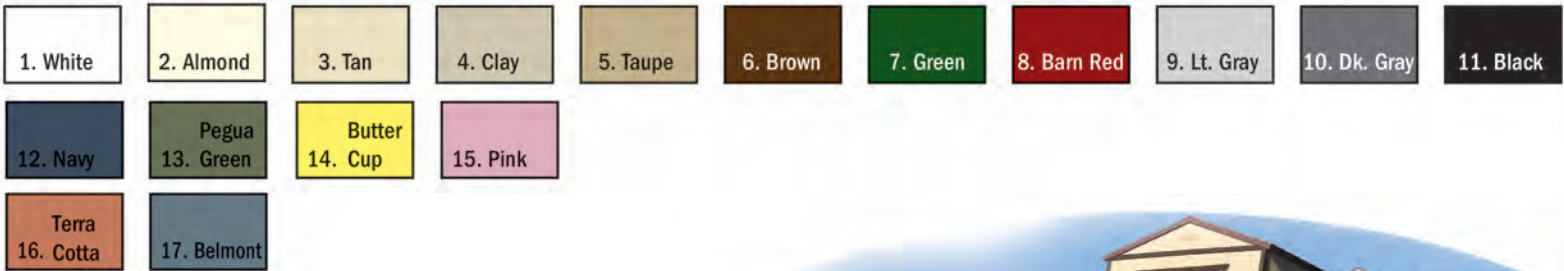 1. White 2. Almond 3. Tan 4. Clay 5. Taupe 6. Brown 7. Green 8. Barn Red 9. Lt. Gray 10. Dk. Gray 11. Black
12. Navy
Pegua
13. Green
Butter
14. Cup
15. Pink
Terra
16. Cotta
17. Belmont